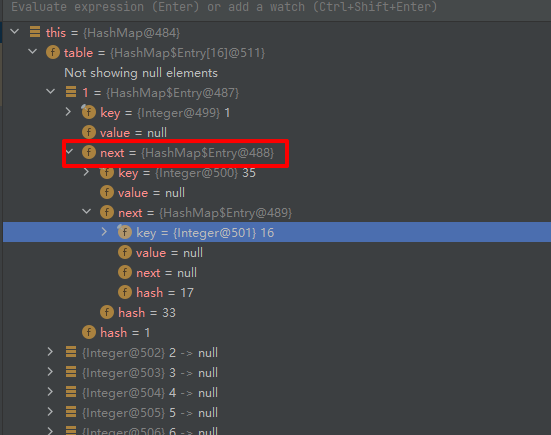 Evaluate expression (Enter) or add a watch (Ctrl+Shift+Enter)
this = {HashMap@484}
table = {HashMap$Entry[16]@511}
Not showing null elements
1 = {HashMap$Entry@487}
key = {Integer@499} 1
value = null
next = {HashMap$Entry@488}
key = {Integer@500} 35
value = null
next = {HashMap$Entry@489}
key = {Integer@501} 16
value = null
next = null
hash = 17
hash = 33
hash = 1
{Integer@502} 2 -> null
{Integer@503} 3 -> null
{Integer@504} 4 -> null
{Integer@505} 5 -> null
{Integer@506} 6 -> null